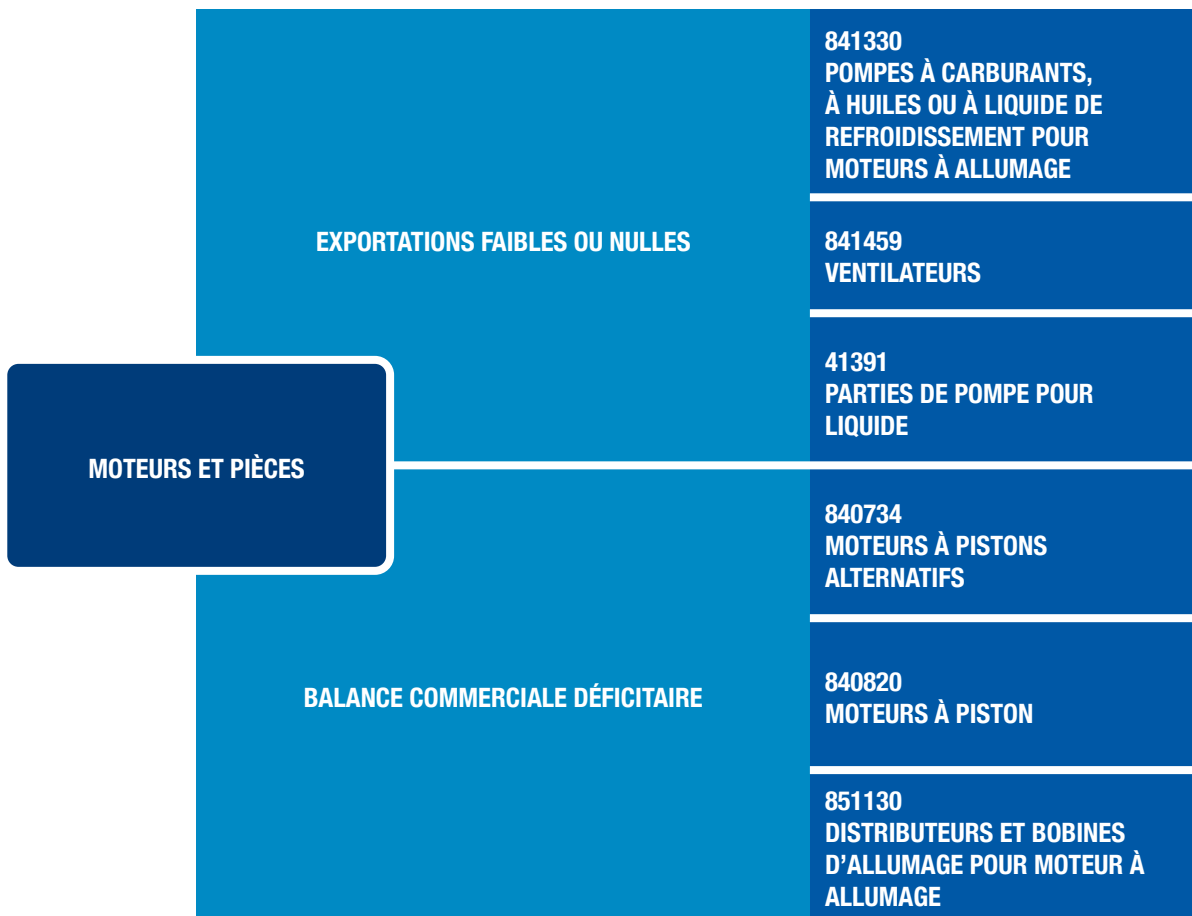 MOTEURS ET PIÈCES
EXPORTATIONS FAIBLES OU NULLES
841330
POMPES À CARBURANTS,
À HUILES OU À LIQUIDE DE
REFROIDISSEMENT POUR
MOTEURS À ALLUMAGE
841459
VENTILATEURS
41391
PARTIES DE POMPE POUR
LIQUIDE
BALANCE COMMERCIALE DÉFICITAIRE
840734
MOTEURS À PISTONS
ALTERNATIFS
840820
MOTEURS À PISTON
851130
DISTRIBUTEURS ET BOBINES
D’ALLUMAGE POUR MOTEUR À
ALLUMAGE